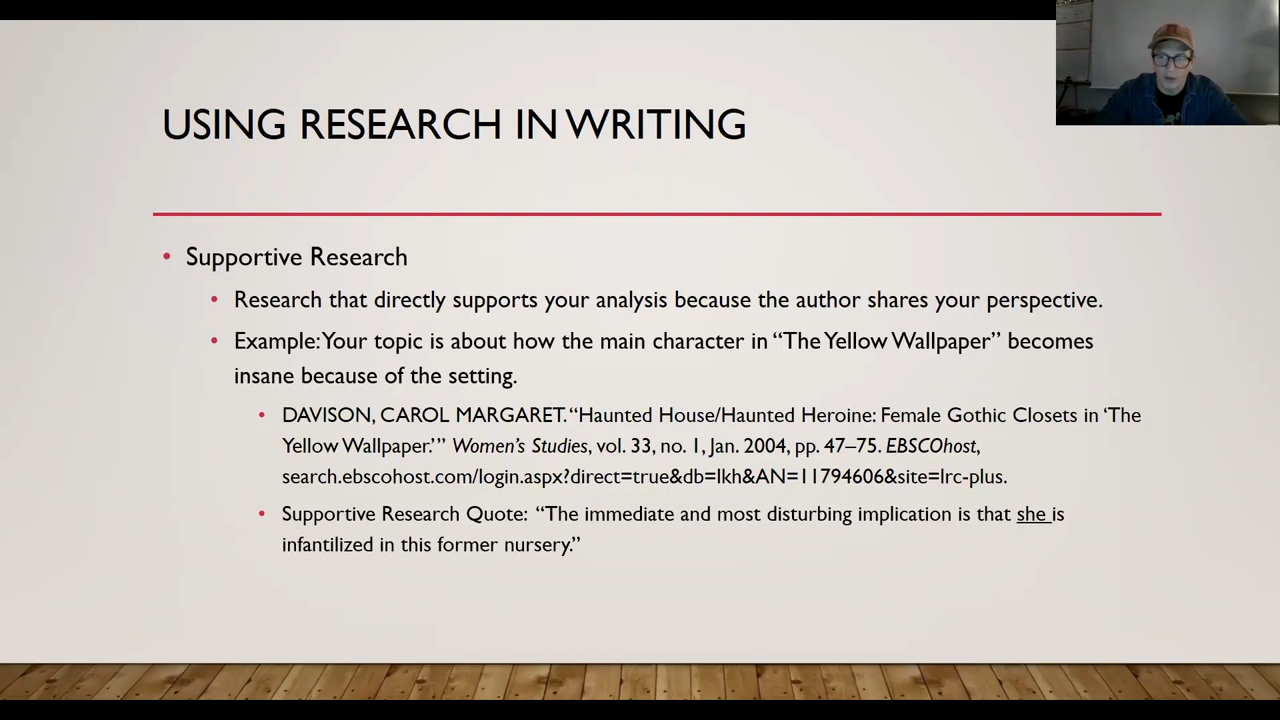 USING RESEARCH IN WRITING
• Supportive Research
• Research that directly supports your analysis because the author shares your perspective.
• Example: Your topic is about how the main character in “The Yellow Wallpaper” becomes
insane because of the setting.
• DAVISON, CAROL MARGARET. “Haunted House/Haunted Heroine: Female Gothic Closets in ‘The
Yellow Wallpaper.’” Women’s Studies, vol. 33, no. 1, Jan. 2004, pp. 47–75. EBSCOhost,
search.ebscohost.com/login.aspx?direct=true&db=lkh&AN=11794606&site=lrc-plus.
• Supportive Research Quote: “The immediate and most disturbing implication is that she is
infantilized in this former nursery.”